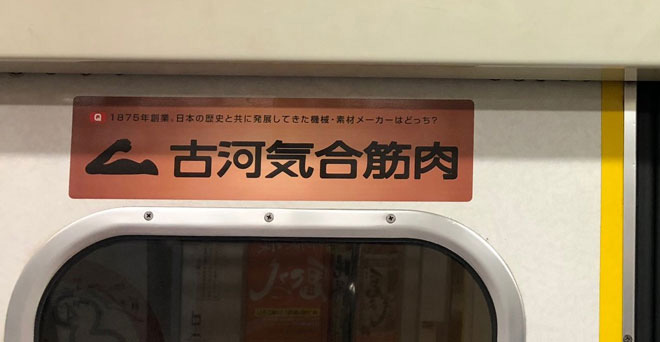 Q 1875年創業、日本の歴史と共に発展してきた機械・素材メーカーはどっち?
古河気合筋肉